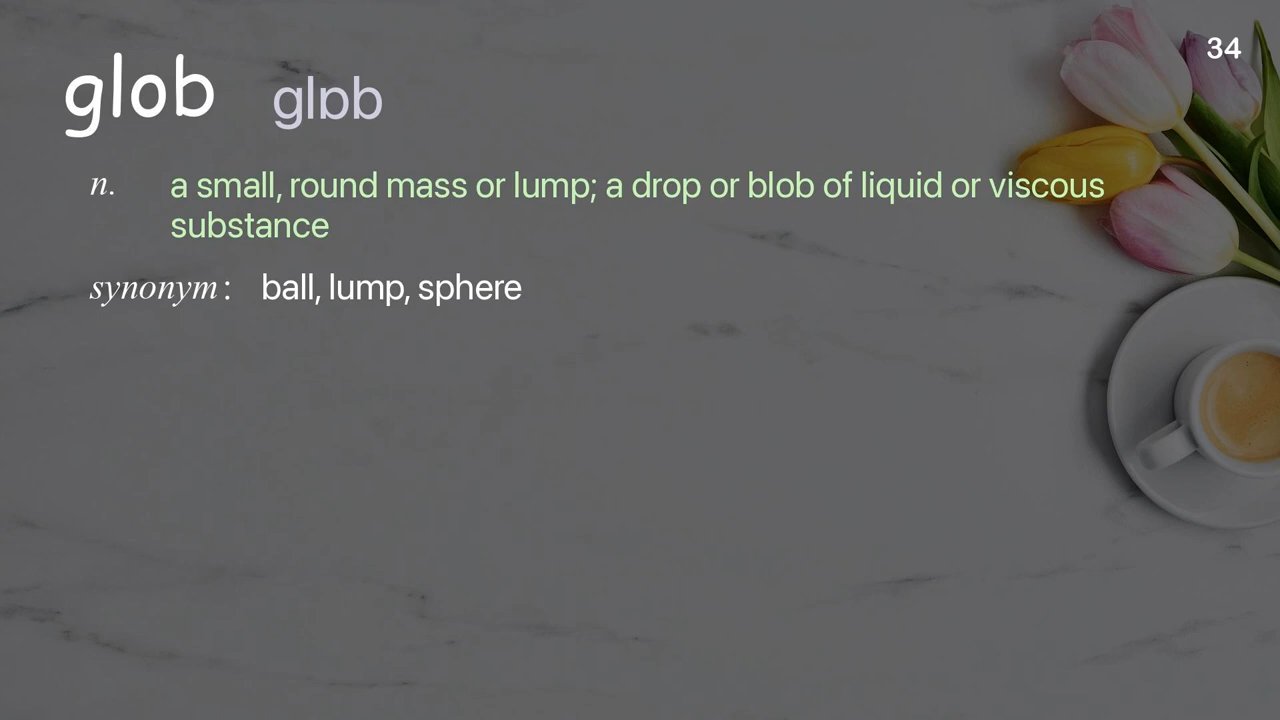 34
glob glɒb
n. a small, round mass or lump; a drop or blob of liquid or viscous
substance
synonym: ball, lump, sphere